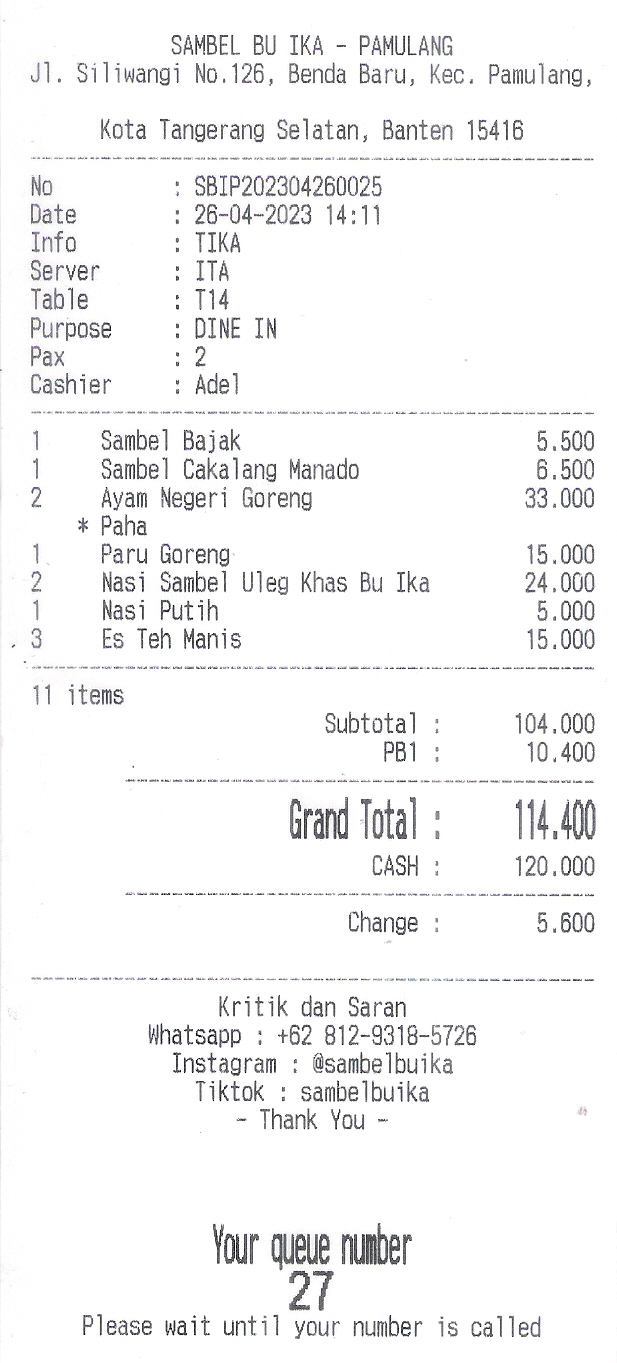 SAMBEL BU IKA - PAMULANG
Jl. Siliwangi No.126, Benda Baru, Kec. Pamulang,
Kota Tangerang Selatan, Banten 15416
No : SBIP202304260025
Date : 26-04-2023 14:11
Info : TIKA
Server : ITA
Table : T14
Purpose : DINE IN
Pax : 2
Cashier : Adel
1 Sambel Bajak 5.500
1 Sambel Cakalang Manado 6.500
2 Ayam Negeri Goreng 33.000
* Paha
1 Paru Goreng 15.000
2 Nasi Sambel Uleg Khas Bu Ika 24.000
1 Nasi Putih 5.000
3 Es Teh Manis 15.000
11 items
Subtotal : 104.000
PB1 : 10.400
Grand Total : 114.400
CASH : 120.000
Change : 5.600
Kritik dan Saran
Whatsapp : +62 812-9318-5726
Instagram : @sambelbuika
Tiktok : sambelbuika
- Thank You -
Your queue number
27
Please wait until your number is called